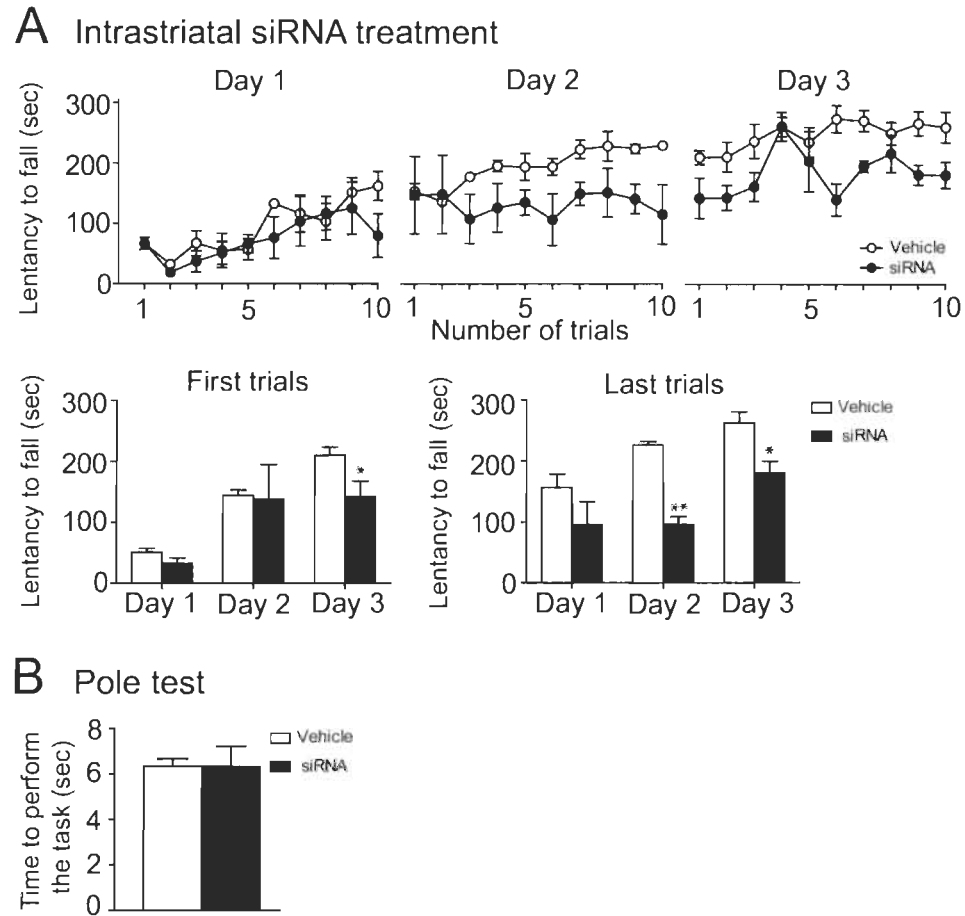 A Intrastriatal siRNA treatment
Day 1 Day 2 Day 3
Lentancy to fall (sec)
300
200
100
0
Vehicle
siRNA
1 5 10 1 5 10 1 5 10
Number of trials
First trials
Lentancy to fall (sec)
300
200
100
0
*
Day 1 Day 2 Day 3
Last trials
Lentancy to fall (sec)
300
200
100
0
**
*
Day 1 Day 2 Day 3
Vehicle
siRNA
B Pole test
Time to perform
the task (sec)
8
6
4
2
0
Vehicle
siRNA